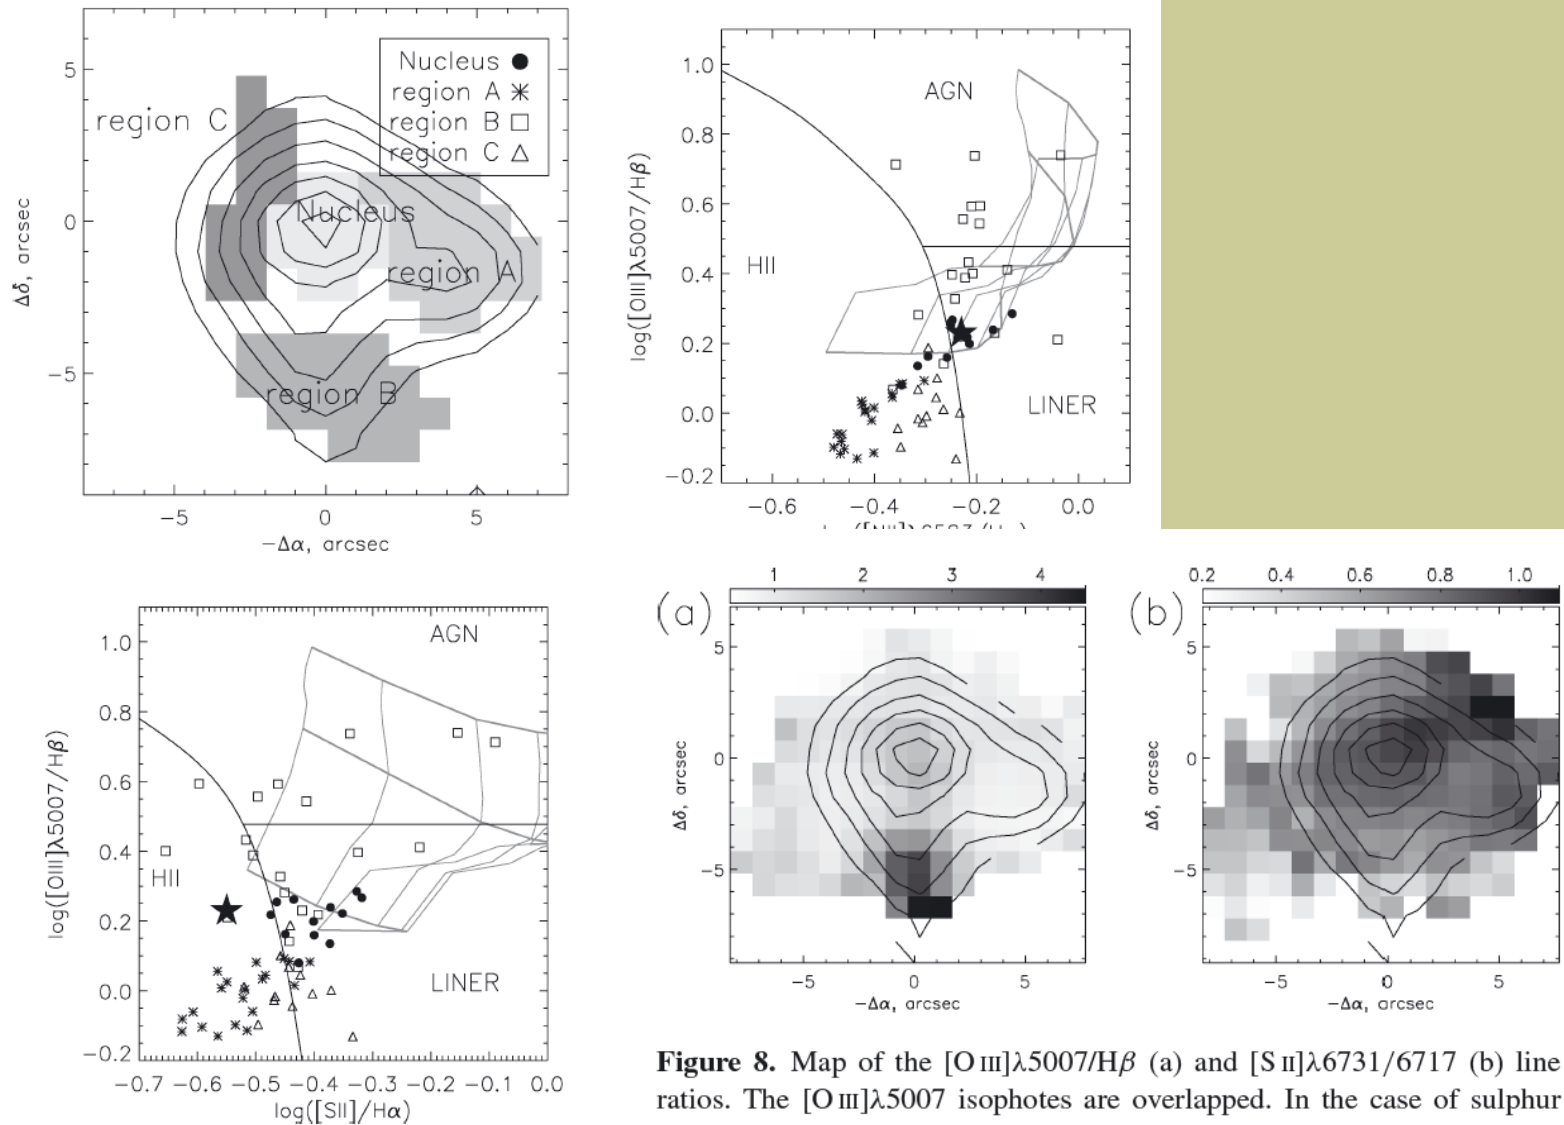 Nucleus
region A
region B
region C
region C
Nucleus
region A
region B
5
0
−5
Δδ, arcsec
−5 0 5
−Δα, arcsec
AGN
HII
LINER
1.0
0.8
0.6
0.4
0.2
0.0
−0.2
log([OIII]λ5007/Hβ)
−0.6 −0.4 −0.2 0.0
AGN
HII
LINER
1.0
0.8
0.6
0.4
0.2
0.0
−0.2
log([OIII]λ5007/Hβ)
−0.7 −0.6 −0.5 −0.4 −0.3 −0.2 −0.1 0.0
log([SII]/Hα)
(a)
1 2 3 4
5
0
−5
Δδ, arcsec
−5 0 5
−Δα, arcsec
(b)
0.2 0.4 0.6 0.8 1.0
5
0
−5
Δδ, arcsec
−5 0 5
−Δα, arcsec
Figure 8. Map of the [O III]λ5007/Hβ (a) and [S II]λ6731/6717 (b) line
ratios. The [O III]λ5007 isophotes are overlapped. In the case of sulphur